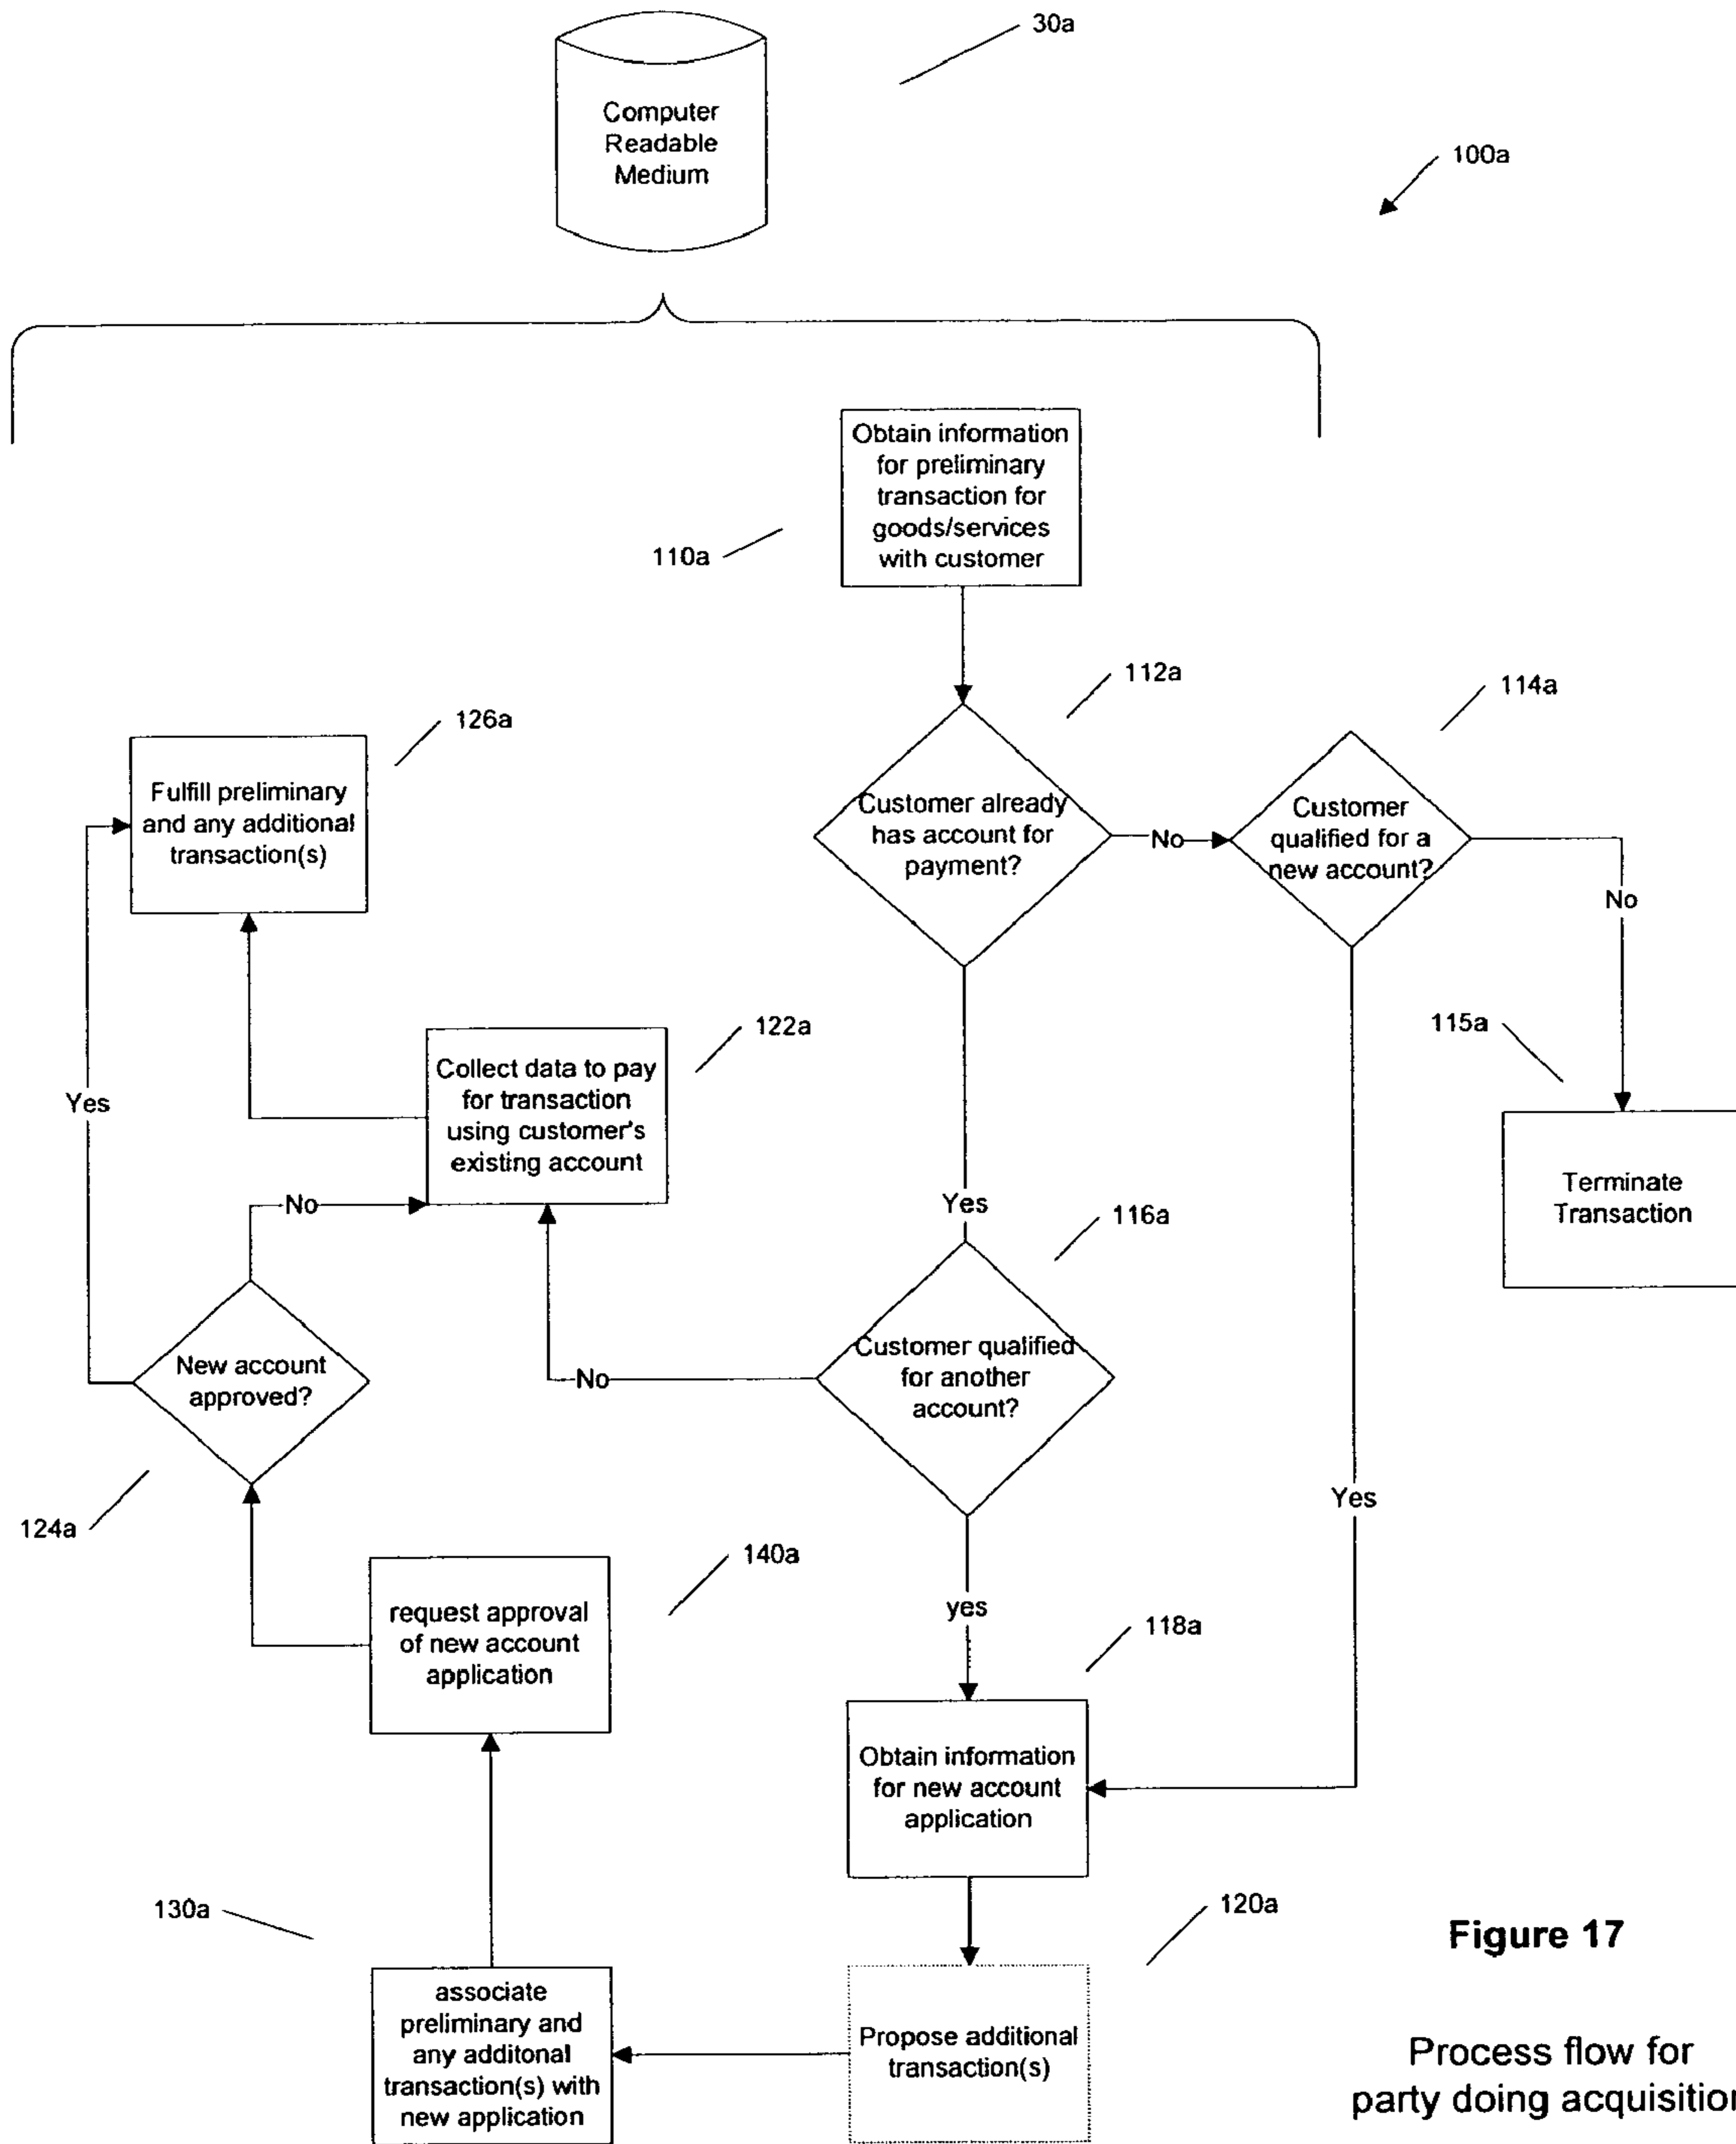 30a
Computer
Readable
Medium
100a
Obtain information
for preliminary
transaction for
goods/services
with customer
110a
112a
114a
126a
Fulfill preliminary
and any additional
transaction(s)
Customer already
has account for
payment?
No
Customer
qualified for a
new account?
No
122a
115a
Collect data to pay
for transaction
using customer's
existing account
Yes
Terminate
Transaction
No
Yes
116a
New account
approved?
Customer qualified
for another
account?
No
Yes
124a
140a
request approval
of new account
application
yes
118a
Obtain information
for new account
application
130a
120a
Figure 17
associate
preliminary and
any additonal
transaction(s) with
new application
Propose additional
transaction(s)
Process flow for
party doing acquisition